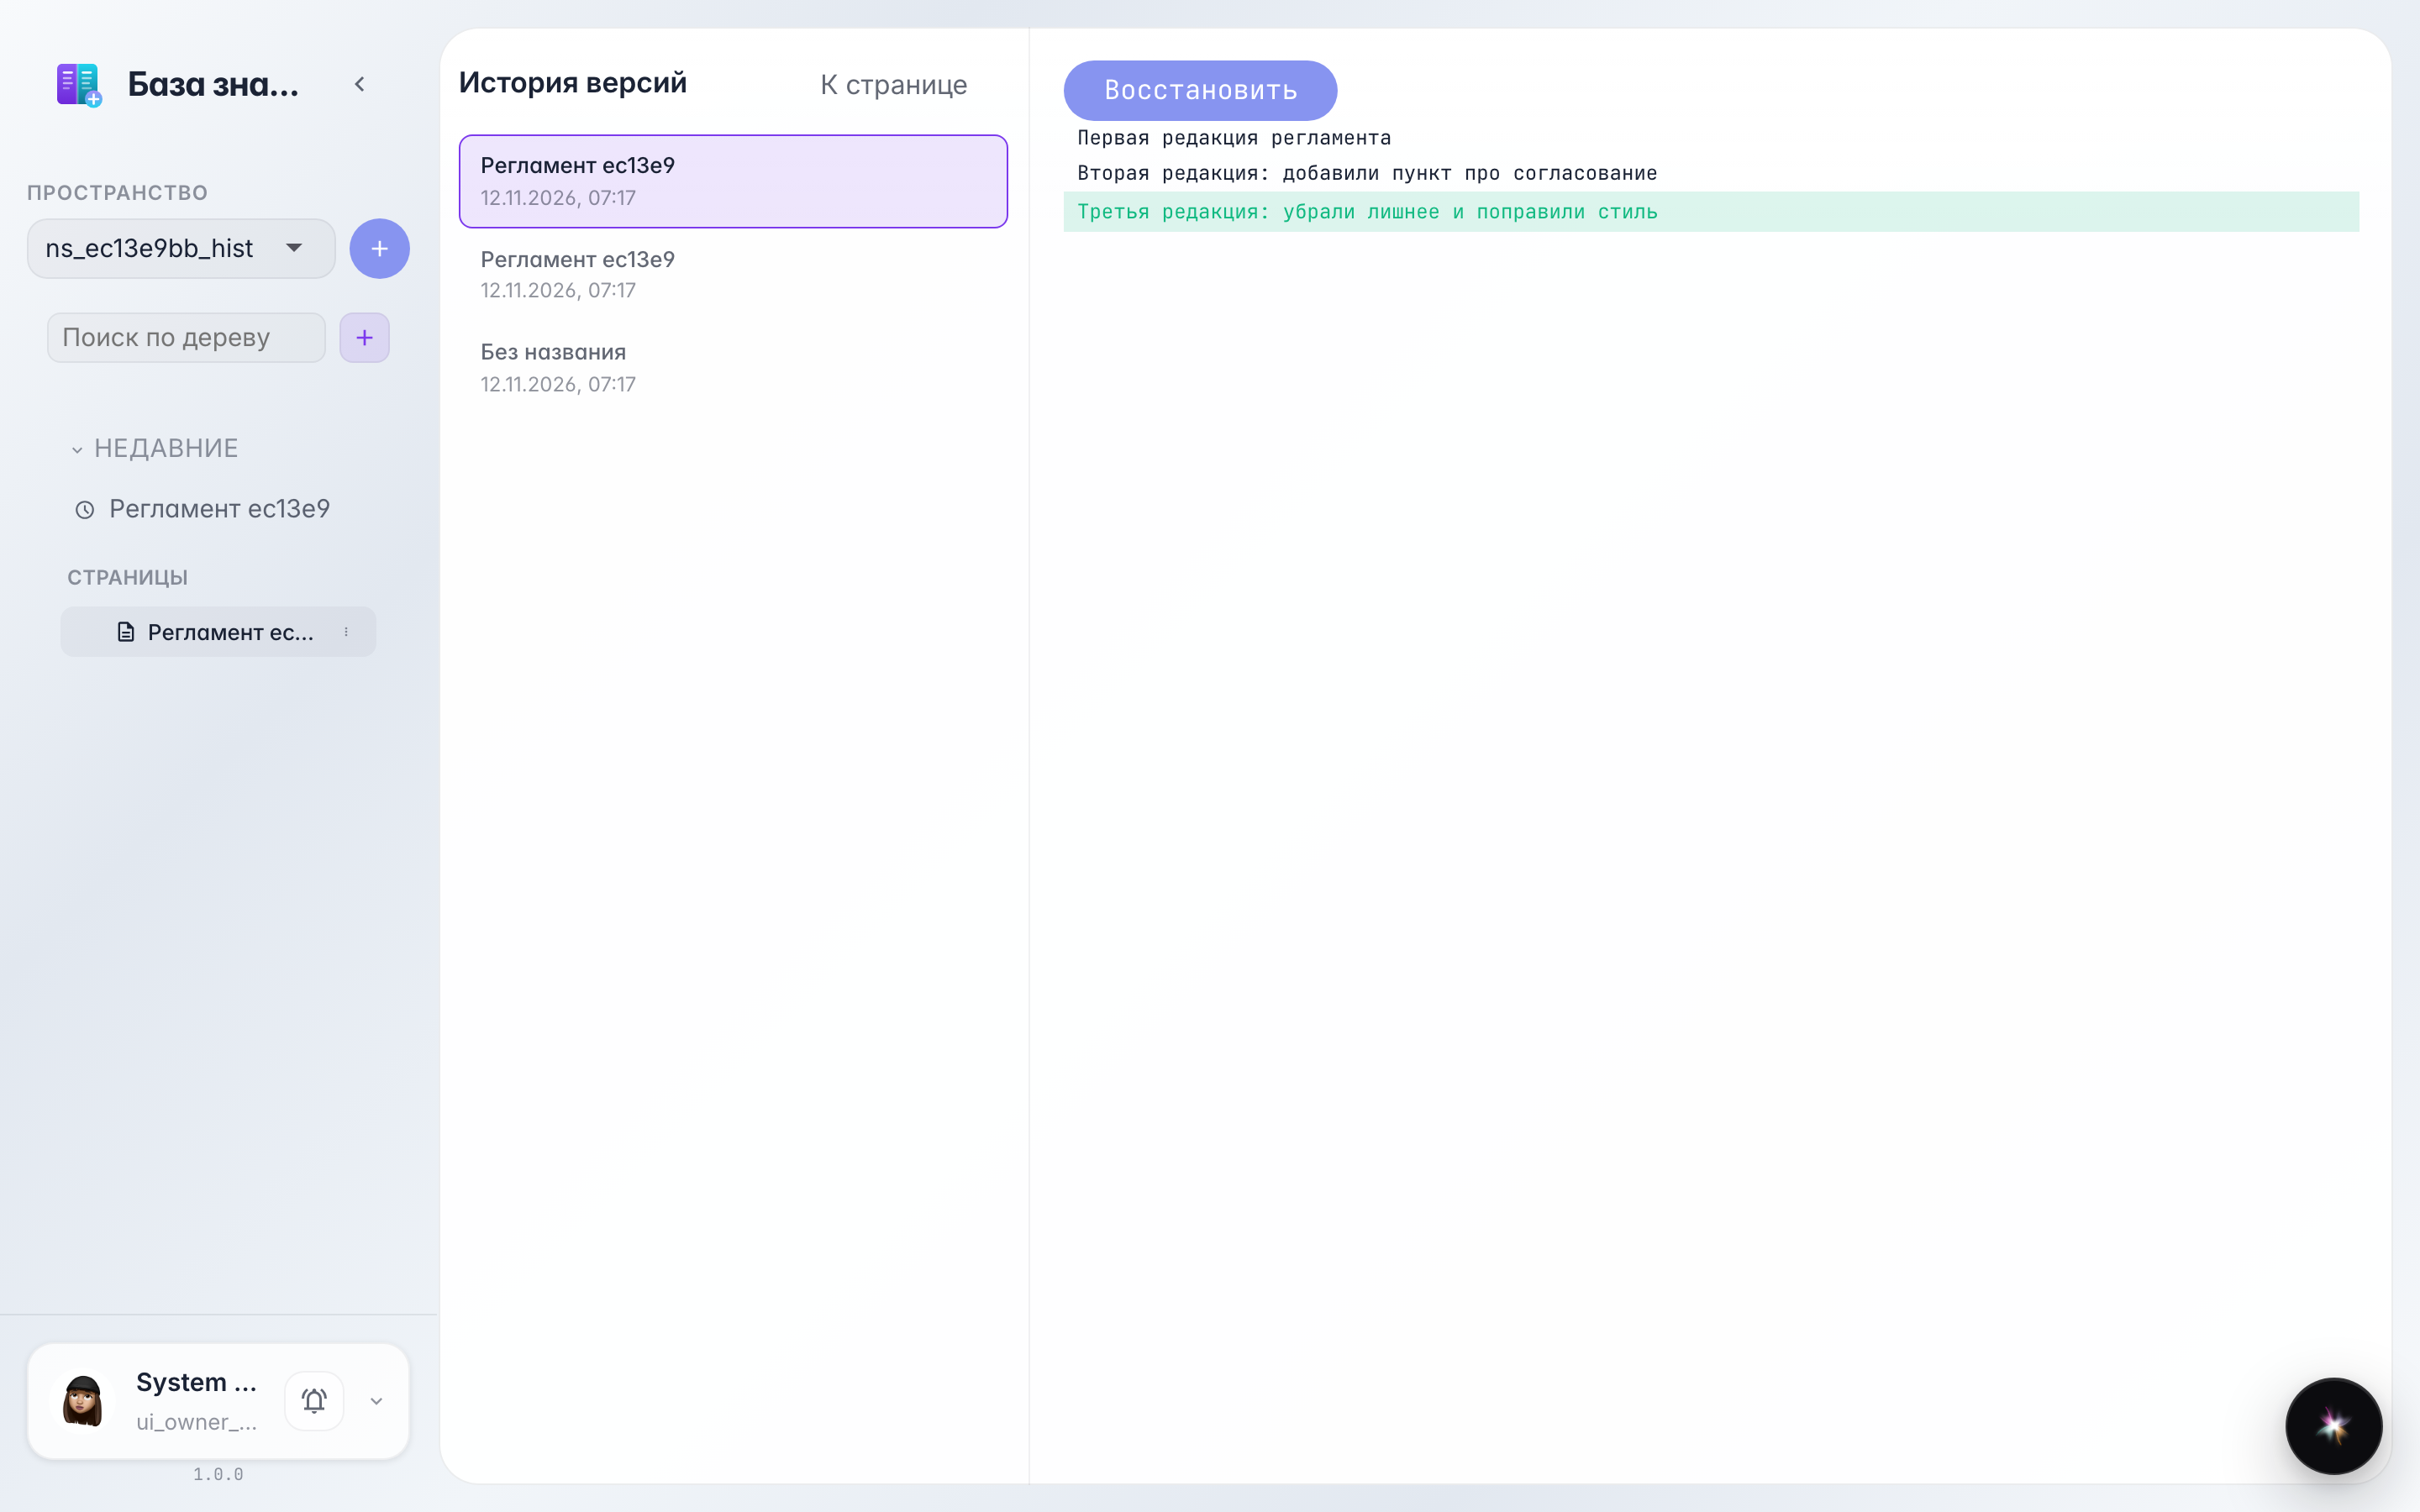 База зна...
ПРОСТРАНСТВО
ns_ec13e9bb_hist
Поиск по дереву
НЕДАВНИЕ
Регламент ec13e9
СТРАНИЦЫ
Регламент ec...
System ...
ui_owner_...
1.0.0
История версий
К странице
Регламент ec13e9
12.11.2026, 07:17
Регламент ec13e9
12.11.2026, 07:17
Без названия
12.11.2026, 07:17
Восстановить
Первая редакция регламента
Вторая редакция: добавили пункт про согласование
Третья редакция: убрали лишнее и поправили стиль